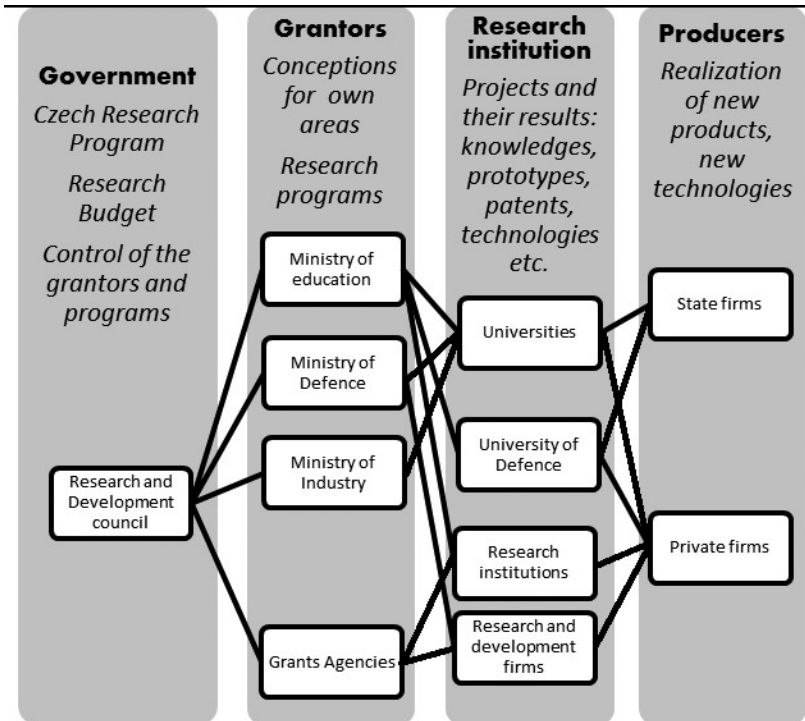 Government
Czech Research
Program
Research
Budget
Control of the
grantors and
programs
Research and
Development
council
Grantors
Conceptions
for own
areas
Research
programs
Ministry of
education
Ministry of
Defence
Ministry of
Industry
Grants Agencies
Research
institution
Projects and
their results:
knowledges,
prototypes,
patents,
technologies
etc.
Universities
University of
Defence
Research
institutions
Research and
development
firms
Producers
Realization
of new
products,
new
technologies
State firms
Private firms